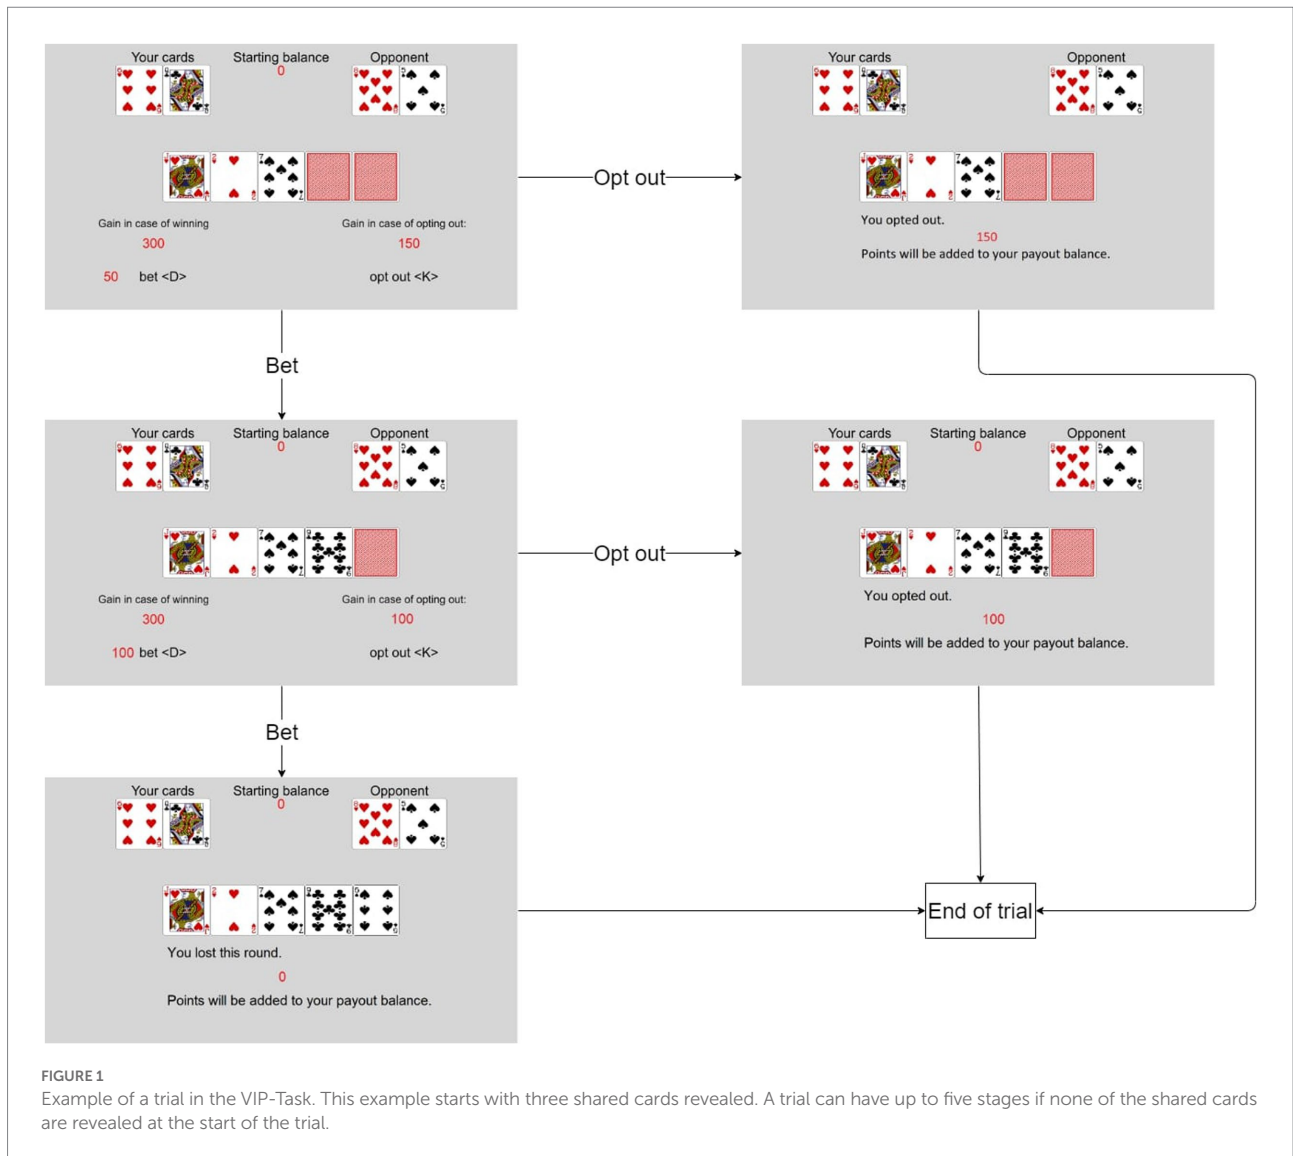 Your cards Starting balance Opponent
0
Gain in case of winning Gain in case of opting out:
300 150
50 bet <D> opt out <K>
Opt out
Your cards Opponent
You opted out.
150
Points will be added to your payout balance.
Bet
Your cards Starting balance Opponent
0
Gain in case of winning Gain in case of opting out:
300 100
100 bet <D> opt out <K>
Opt out
Your cards Starting balance Opponent
0
You opted out.
100
Points will be added to your payout balance.
Bet
Your cards Starting balance Opponent
0
You lost this round.
0
Points will be added to your payout balance.
End of trial
FIGURE 1
Example of a trial in the VIP-Task. This example starts with three shared cards revealed. A trial can have up to five stages if none of the shared cards
are revealed at the start of the trial.